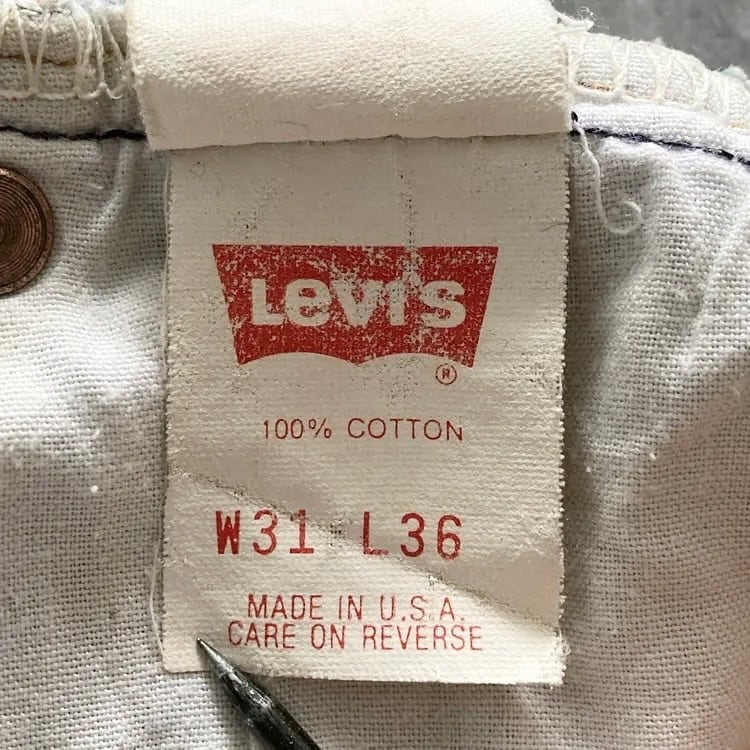 Levi's
®
100% COTTON
W31 L36
MADE IN U.S.A.
CARE ON REVERSE